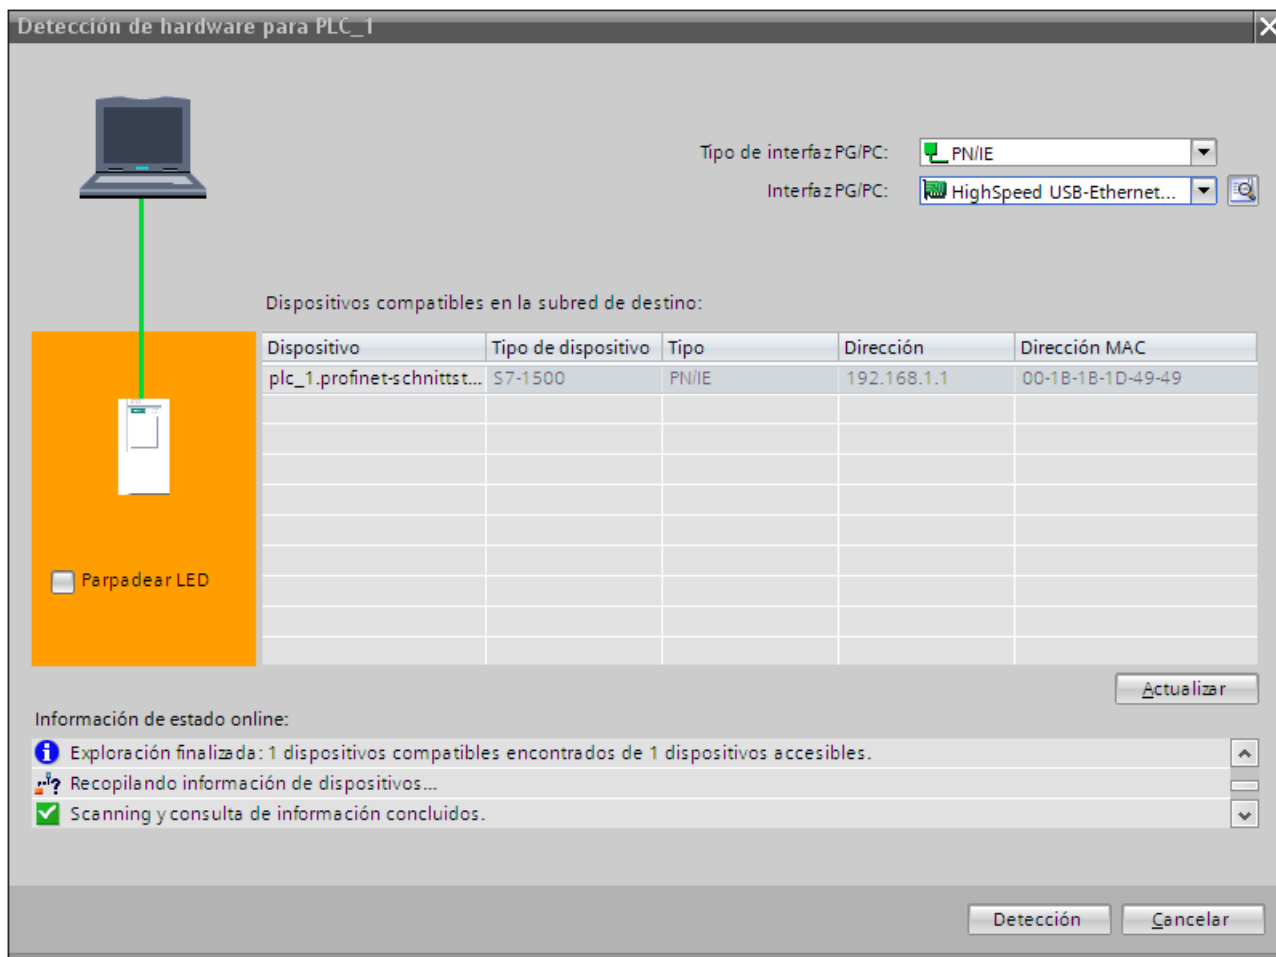 Detección de hardware para PLC_1
Tipo de interfaz PG/PC: PN/IE
Interfaz PG/PC: HighSpeed USB-Ethernet...
Dispositivos compatibles en la subred de destino:
Dispositivo Tipo de dispositivo Tipo Dirección Dirección MAC
plc_1.profinet-schnittst... S7-1500 PN/IE 192.168.1.1 00-1B-1B-1D-49-49
Parpadear LED
Actualizar
Información de estado online:
Exploración finalizada: 1 dispositivos compatibles encontrados de 1 dispositivos accesibles.
Recopilando información de dispositivos...
Scanning y consulta de información concluidos.
Detección Cancelar